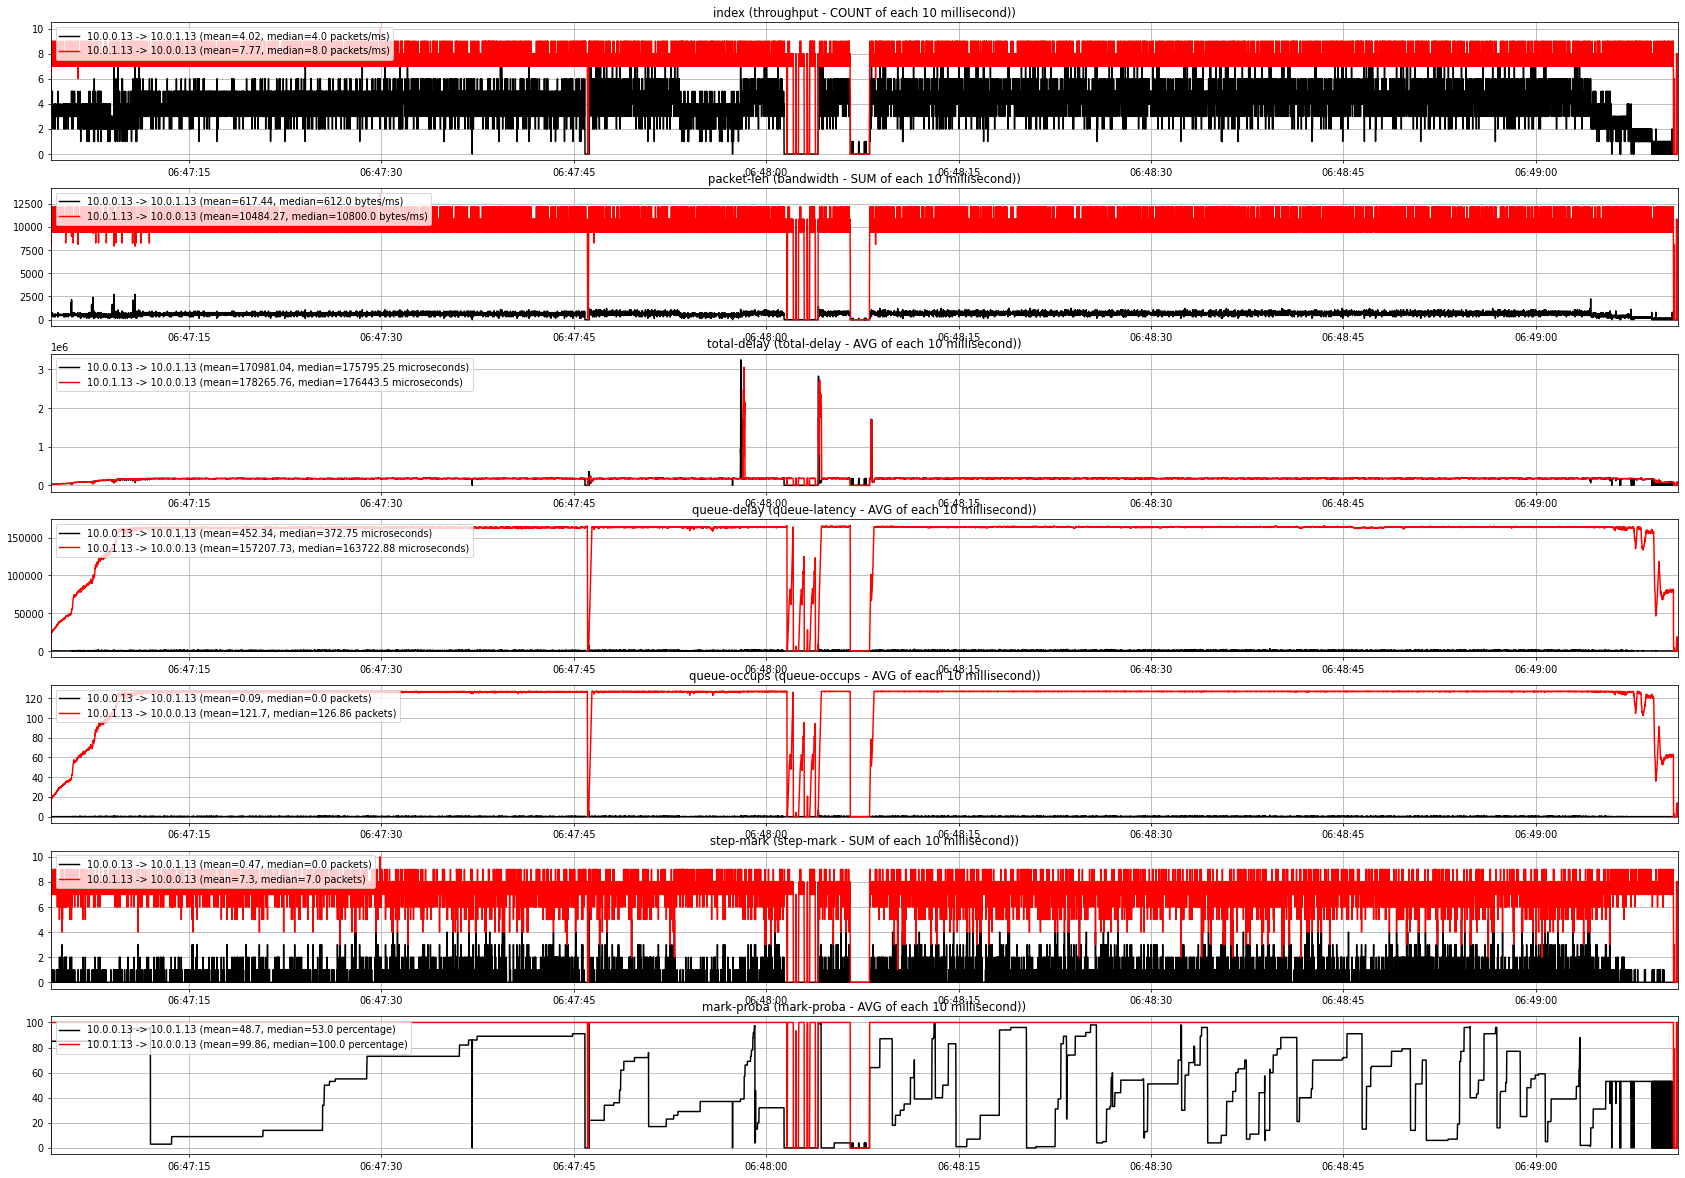 index (throughput - COUNT of each 10 millisecond))
10
8
6
4
2
0
10.0.0.13 -> 10.0.1.13 (mean=4.02, median=4.0 packets/ms)
10.0.1.13 -> 10.0.0.13 (mean=7.77, median=8.0 packets/ms)
06:47:15 06:47:30 06:47:45 06:48:00 06:48:15 06:48:30 06:48:45 06:49:00
packet-len (bandwidth - SUM of each 10 millisecond))
12500
10000
7500
5000
2500
0
10.0.0.13 -> 10.0.1.13 (mean=617.44, median=612.0 bytes/ms)
10.0.1.13 -> 10.0.0.13 (mean=10484.27, median=10800.0 bytes/ms)
06:47:15 06:47:30 06:47:45 06:48:00 06:48:15 06:48:30 06:48:45 06:49:00
total-delay (total-delay - AVG of each 10 millisecond))
1e6
3
2
1
0
10.0.0.13 -> 10.0.1.13 (mean=170981.04, median=175795.25 microseconds)
10.0.1.13 -> 10.0.0.13 (mean=178265.76, median=176443.5 microseconds)
06:47:15 06:47:30 06:47:45 06:48:00 06:48:15 06:48:30 06:48:45 06:49:00
queue-delay (queue-latency - AVG of each 10 millisecond))
150000
100000
50000
0
10.0.0.13 -> 10.0.1.13 (mean=452.34, median=372.75 microseconds)
10.0.1.13 -> 10.0.0.13 (mean=157207.73, median=163722.88 microseconds)
06:47:15 06:47:30 06:47:45 06:48:00 06:48:15 06:48:30 06:48:45 06:49:00
queue-occups (queue-occups - AVG of each 10 millisecond))
120
100
80
60
40
20
0
10.0.0.13 -> 10.0.1.13 (mean=0.09, median=0.0 packets)
10.0.1.13 -> 10.0.0.13 (mean=121.7, median=126.86 packets)
06:47:15 06:47:30 06:47:45 06:48:00 06:48:15 06:48:30 06:48:45 06:49:00
step-mark (step-mark - SUM of each 10 millisecond))
10
8
6
4
2
0
10.0.0.13 -> 10.0.1.13 (mean=0.47, median=0.0 packets)
10.0.1.13 -> 10.0.0.13 (mean=7.3, median=7.0 packets)
06:47:15 06:47:30 06:47:45 06:48:00 06:48:15 06:48:30 06:48:45 06:49:00
mark-proba (mark-proba - AVG of each 10 millisecond))
100
80
60
40
20
0
10.0.0.13 -> 10.0.1.13 (mean=48.7, median=53.0 percentage)
10.0.1.13 -> 10.0.0.13 (mean=99.86, median=100.0 percentage)
06:47:15 06:47:30 06:47:45 06:48:00 06:48:15 06:48:30 06:48:45 06:49:00